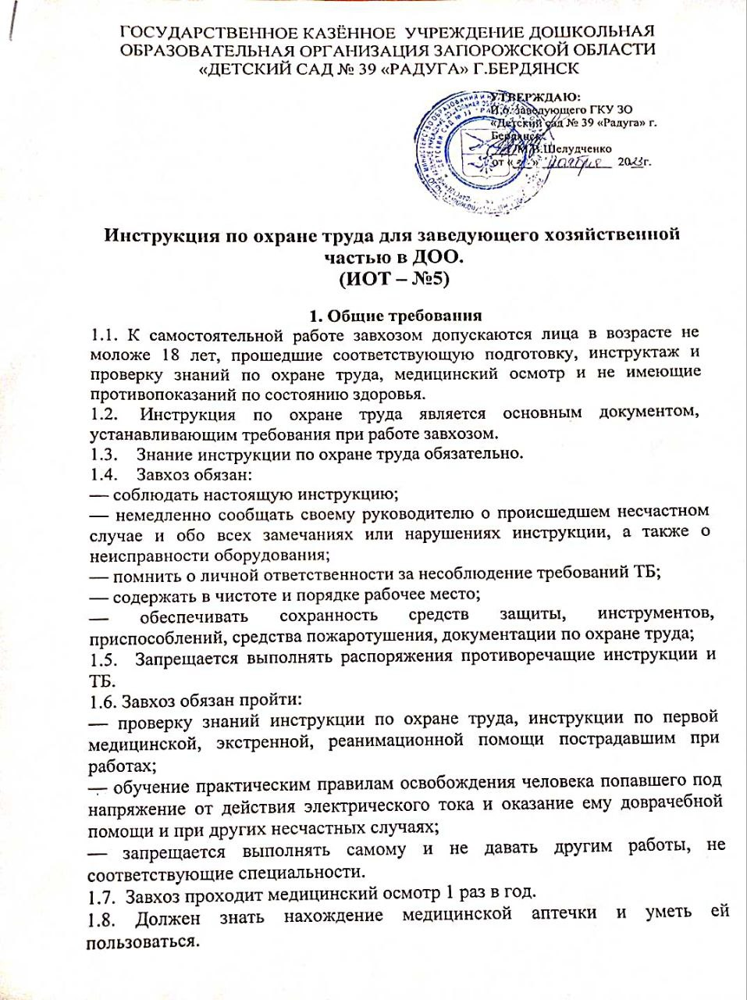 ГОСУДАРСТВЕННОЕ КАЗЁННОЕ УЧРЕЖДЕНИЕ ДОШКОЛЬНАЯ
ОБРАЗОВАТЕЛЬНАЯ ОРГАНИЗАЦИЯ ЗАПОРОЖСКОЙ ОБЛАСТИ
«ДЕТСКИЙ САД № 39 «РАДУГА» Г.БЕРДЯНСК
УТВЕРЖДАЮ:
И.о. заведующего ГКУ ЗО
«Детский сад № 39 «Радуга» г.
Бердянск
М.В.Шелудченко
от « » ноября 2023г.
Инструкция по охране труда для заведующего хозяйственной
частью в ДОО.
(ИОТ – №5)
1. Общие требования
1.1. К самостоятельной работе завхозом допускаются лица в возрасте не
моложе 18 лет, прошедшие соответствующую подготовку, инструктаж и
проверку знаний по охране труда, медицинский осмотр и не имеющие
противопоказаний по состоянию здоровья.
1.2. Инструкция по охране труда является основным документом,
устанавливающим требования при работе завхозом.
1.3. Знание инструкции по охране труда обязательно.
1.4. Завхоз обязан:
— соблюдать настоящую инструкцию;
— немедленно сообщать своему руководителю о происшедшем несчастном
случае и обо всех замечаниях или нарушениях инструкции, а также о
неисправности оборудования;
— помнить о личной ответственности за несоблюдение требований ТБ;
— содержать в чистоте и порядке рабочее место;
— обеспечивать сохранность средств защиты, инструментов,
приспособлений, средства пожаротушения, документации по охране труда;
1.5. Запрещается выполнять распоряжения противоречащие инструкции и
ТБ.
1.6. Завхоз обязан пройти:
— проверку знаний инструкции по охране труда, инструкции по первой
медицинской, экстренной, реанимационной помощи пострадавшим при
работах;
— обучение практическим правилам освобождения человека попавшего под
напряжение от действия электрического тока и оказание ему доврачебной
помощи и при других несчастных случаях;
— запрещается выполнять самому и не давать другим работы, не
соответствующие специальности.
1.7. Завхоз проходит медицинский осмотр 1 раз в год.
1.8. Должен знать нахождение медицинской аптечки и уметь ей
пользоваться.